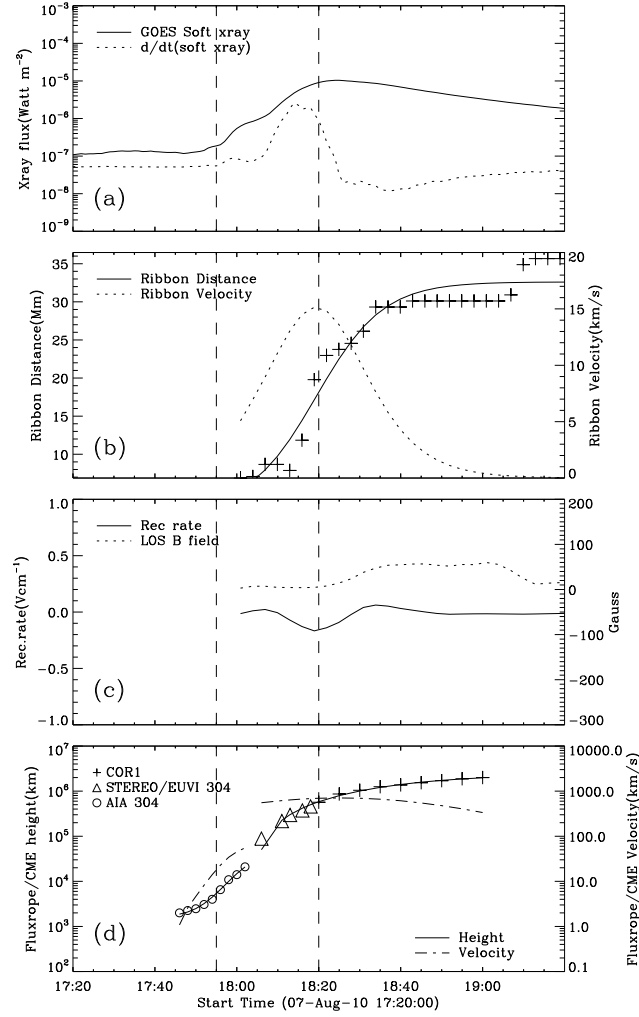 10⁻³
10⁻⁴
10⁻⁵
10⁻⁶
10⁻⁷
10⁻⁸
10⁻⁹
Xray flux(Watt m⁻²)
GOES Soft xray
d/dt(soft xray)
(a)
35
30
25
20
15
10
Ribbon Distance(Mm)
Ribbon Distance
Ribbon Velocity
(b)
20
15
10
5
0
Ribbon Velocity(km/s)
1.0
0.5
0.0
−0.5
−1.0
Rec.rate(Vcm⁻¹)
Rec rate
LOS B field
(c)
200
100
0
−100
−200
−300
Gauss
10⁷
10⁶
10⁵
10⁴
10³
10²
Fluxrope/CME height(km)
COR1
STEREO/EUVI 304
AIA 304
(d)
Height
Velocity
10000.0
1000.0
100.0
10.0
1.0
0.1
Fluxrope/CME Velocity(km/s)
17:20 17:40 18:00 18:20 18:40 19:00
Start Time (07-Aug-10 17:20:00)